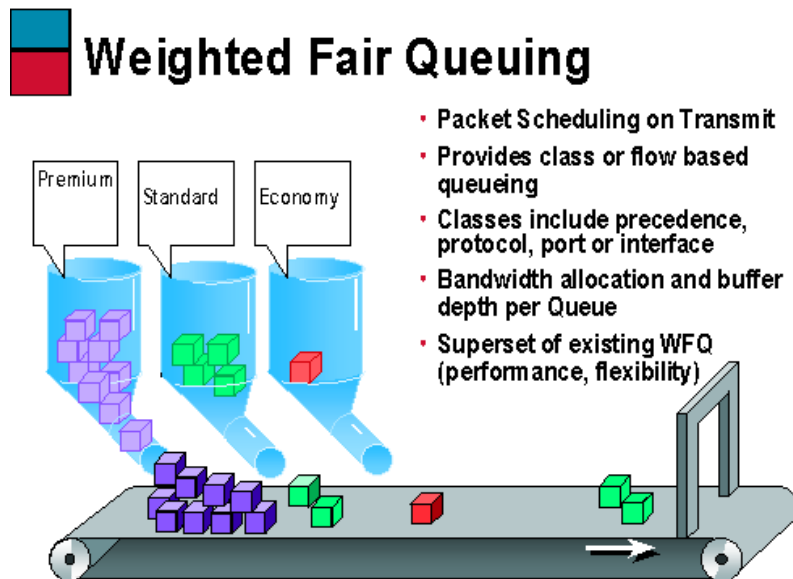 Weighted Fair Queuing
Premium
Standard
Economy
• Packet Scheduling on Transmit
• Provides class or flow based
queueing
• Classes include precedence,
protocol, port or interface
• Bandwidth allocation and buffer
depth per Queue
• Superset of existing WFQ
(performance, flexibility)